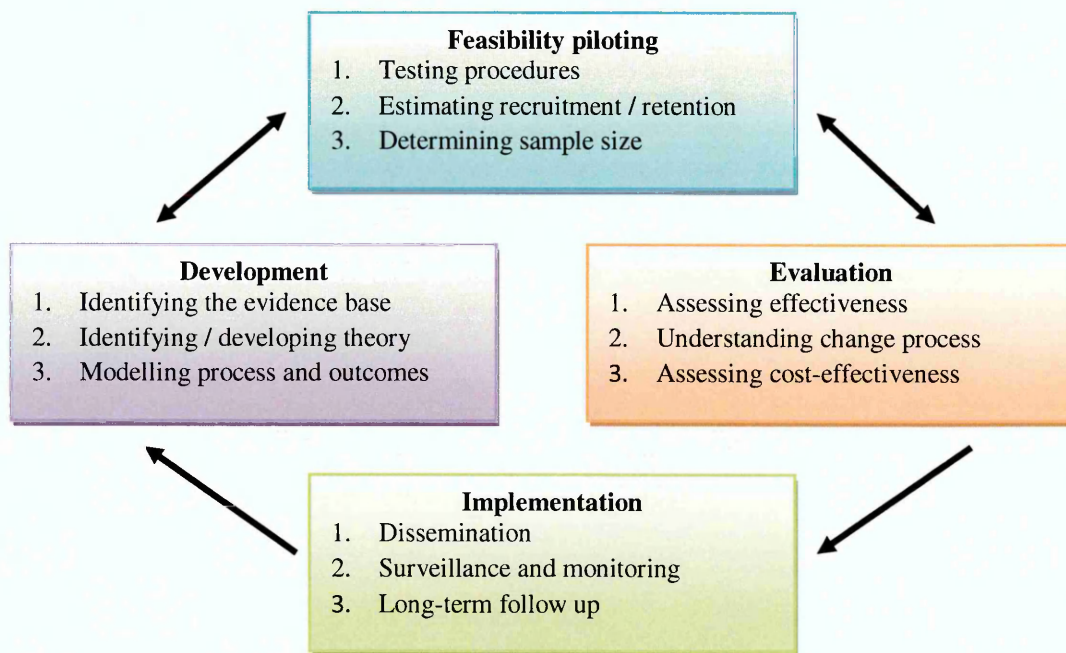 Feasibility piloting
1. Testing procedures
2. Estimating recruitment / retention
3. Determining sample size
Development
1. Identifying the evidence base
2. Identifying / developing theory
3. Modelling process and outcomes
Evaluation
1. Assessing effectiveness
2. Understanding change process
3. Assessing cost-effectiveness
Implementation
1. Dissemination
2. Surveillance and monitoring
3. Long-term follow up